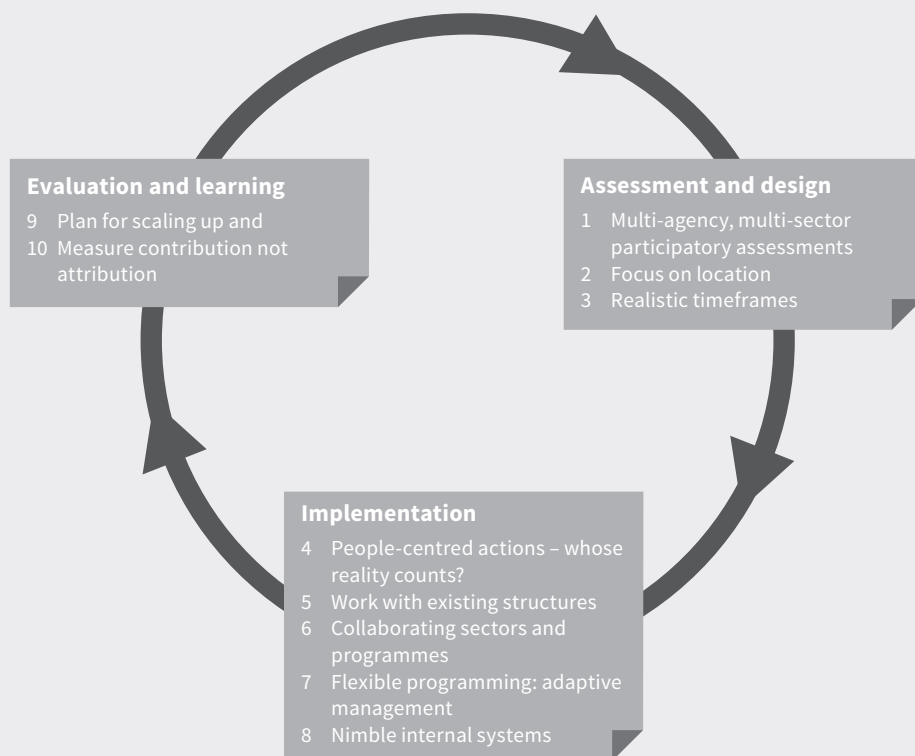 Evaluation and learning
9 Plan for scaling up and
10 Measure contribution not
attribution
Assessment and design
1 Multi-agency, multi-sector
participatory assessments
2 Focus on location
3 Realistic timeframes
Implementation
4 People-centred actions – whose
reality counts?
5 Work with existing structures
6 Collaborating sectors and
programmes
7 Flexible programming: adaptive
management
8 Nimble internal systems